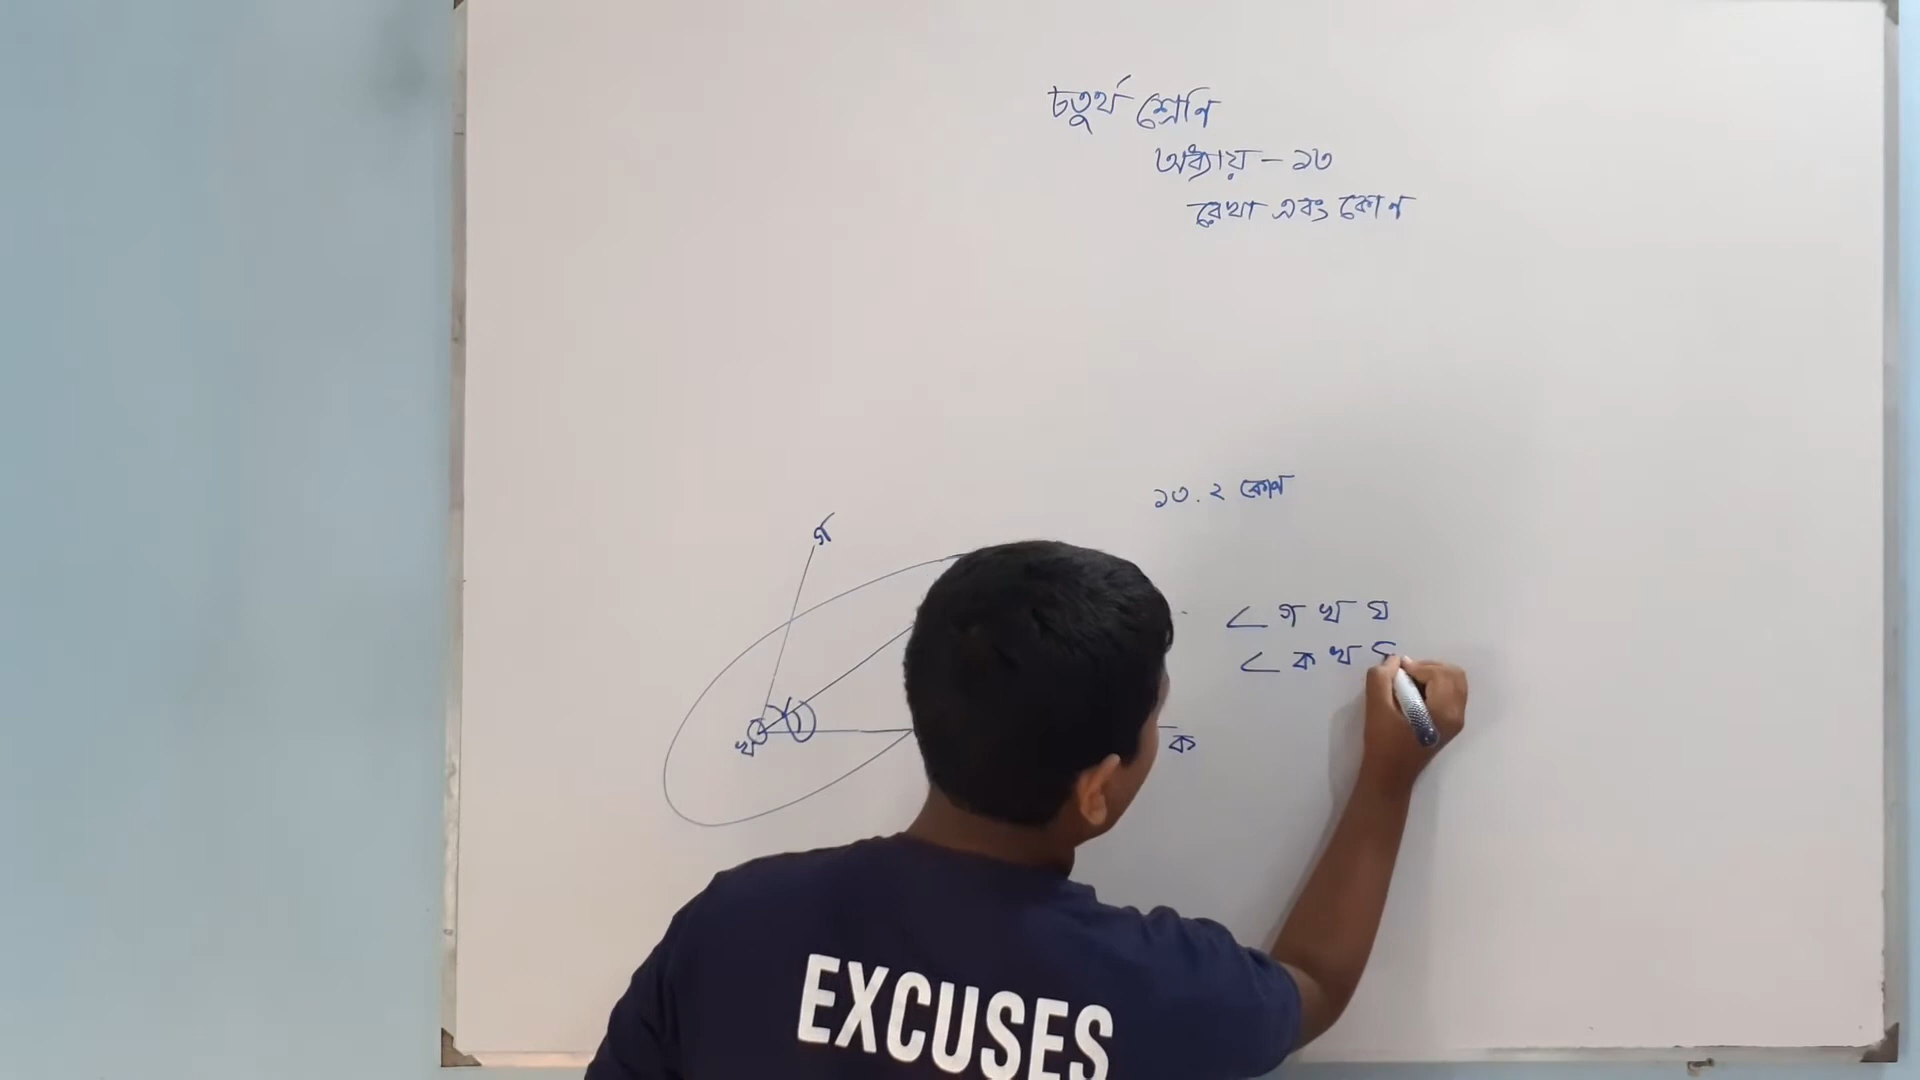 চতুর্থ শ্রেণি
অধ্যায় - ১৩
রেখা এবং কোণ
১৩.২ কোণ
গ
∠ গ খ ঘ
∠ ক খ
খ
ক
EXCUSES